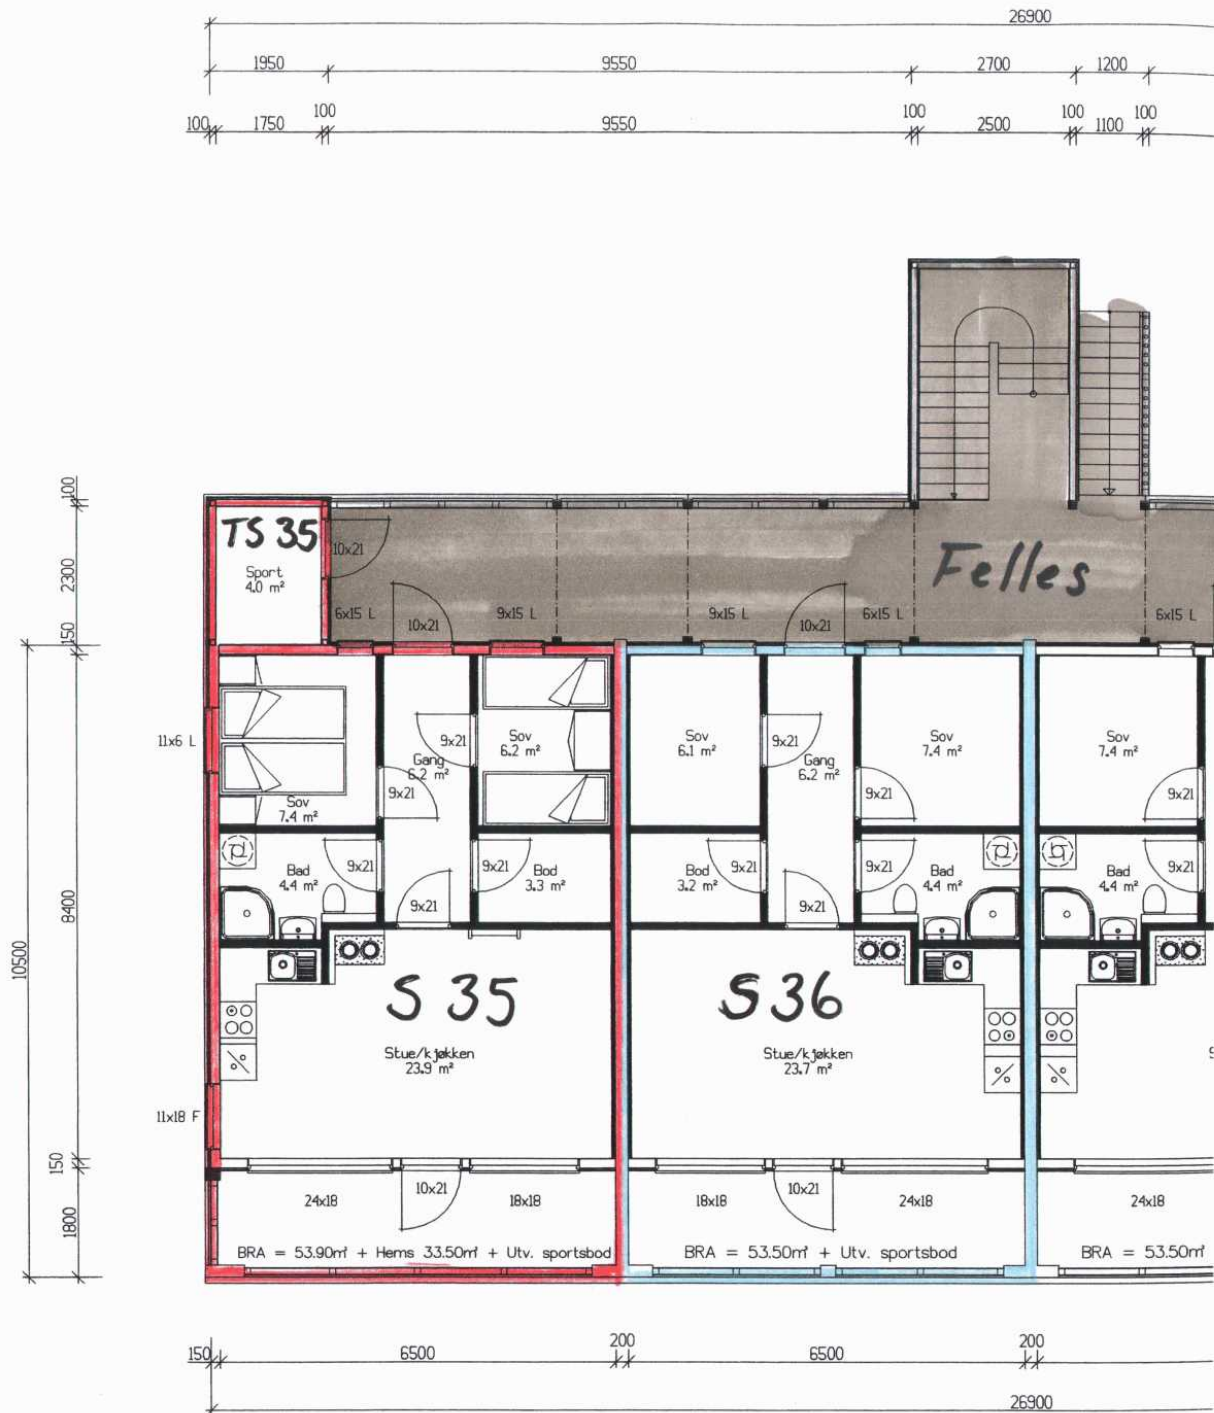 26900
1950 9550 2700 1200
100 1750 100 9550 100 2500 100 1100 100
100
2300
150
8400
10500
150
1800
TS 35
Sport
4.0 m²
10x21
Felles
6x15 L 10x21 9x15 L 9x15 L 10x21 6x15 L 6x15 L
11x6 L
Sov
7.4 m²
9x21
Gang
6.2 m²
9x21
Sov
6.2 m²
Sov
6.1 m²
9x21
Gang
6.2 m²
9x21
Sov
7.4 m²
Sov
7.4 m²
9x21
Bad
4.4 m²
9x21
9x21
9x21
Bod
3.3 m²
Bod
3.2 m²
9x21
9x21
9x21
Bad
4.4 m²
Bad
4.4 m²
9x21
S 35
Stue/kjøkken
23.9 m²
S 36
Stue/kjøkken
23.7 m²
9
11x18 F
24x18 10x21 18x18 18x18 10x21 24x18 24x18
BRA = 53.90m² + Hems 33.50m² + Utv. sportsbod
BRA = 53.50m² + Utv. sportsbod
BRA = 53.50m²
150 6500 200 6500 200
26900